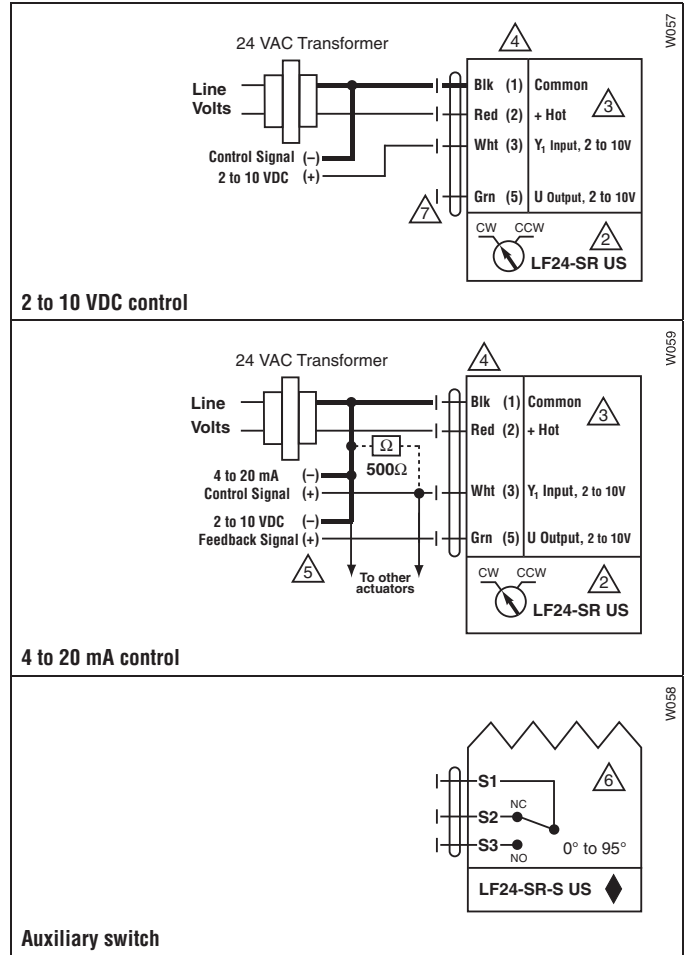 W057
24 VAC Transformer
4
Line
Volts
Blk (1) Common
3
Red (2) + Hot
Control Signal (–)
2 to 10 VDC (+)
Wht (3) Y₁ Input, 2 to 10V
7
Grn (5) U Output, 2 to 10V
CW CCW
2
LF24-SR US
2 to 10 VDC control
W059
24 VAC Transformer
4
Line
Volts
Blk (1) Common
3
Red (2) + Hot
Ω
500Ω
4 to 20 mA (–)
Control Signal (+)
Wht (3) Y₁ Input, 2 to 10V
2 to 10 VDC (–)
Feedback Signal (+)
Grn (5) U Output, 2 to 10V
5
To other
actuators
CW CCW
2
LF24-SR US
4 to 20 mA control
W058
S1
6
NC
S2
S3
NO
0° to 95°
LF24-SR-S US
Auxiliary switch